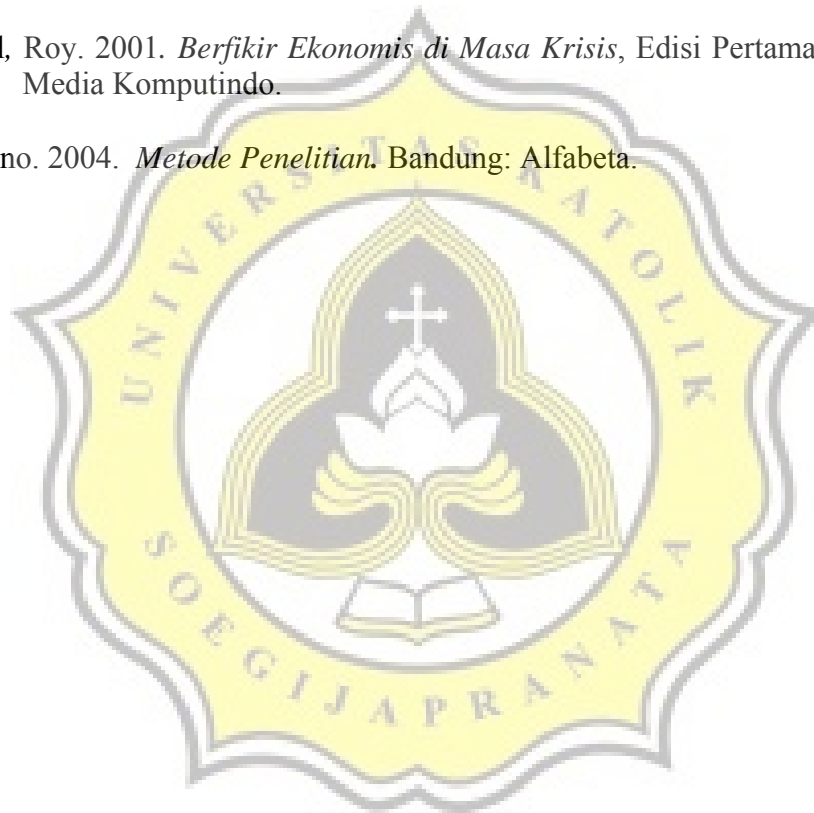 l, Roy. 2001. Berfikir Ekonomis di Masa Krisis, Edisi Pertama
Media Komputindo.
no. 2004. Metode Penelitian. Bandung: Alfabeta.
UNIVERSITAS KATOLIK
SOEGIJAPRANATA